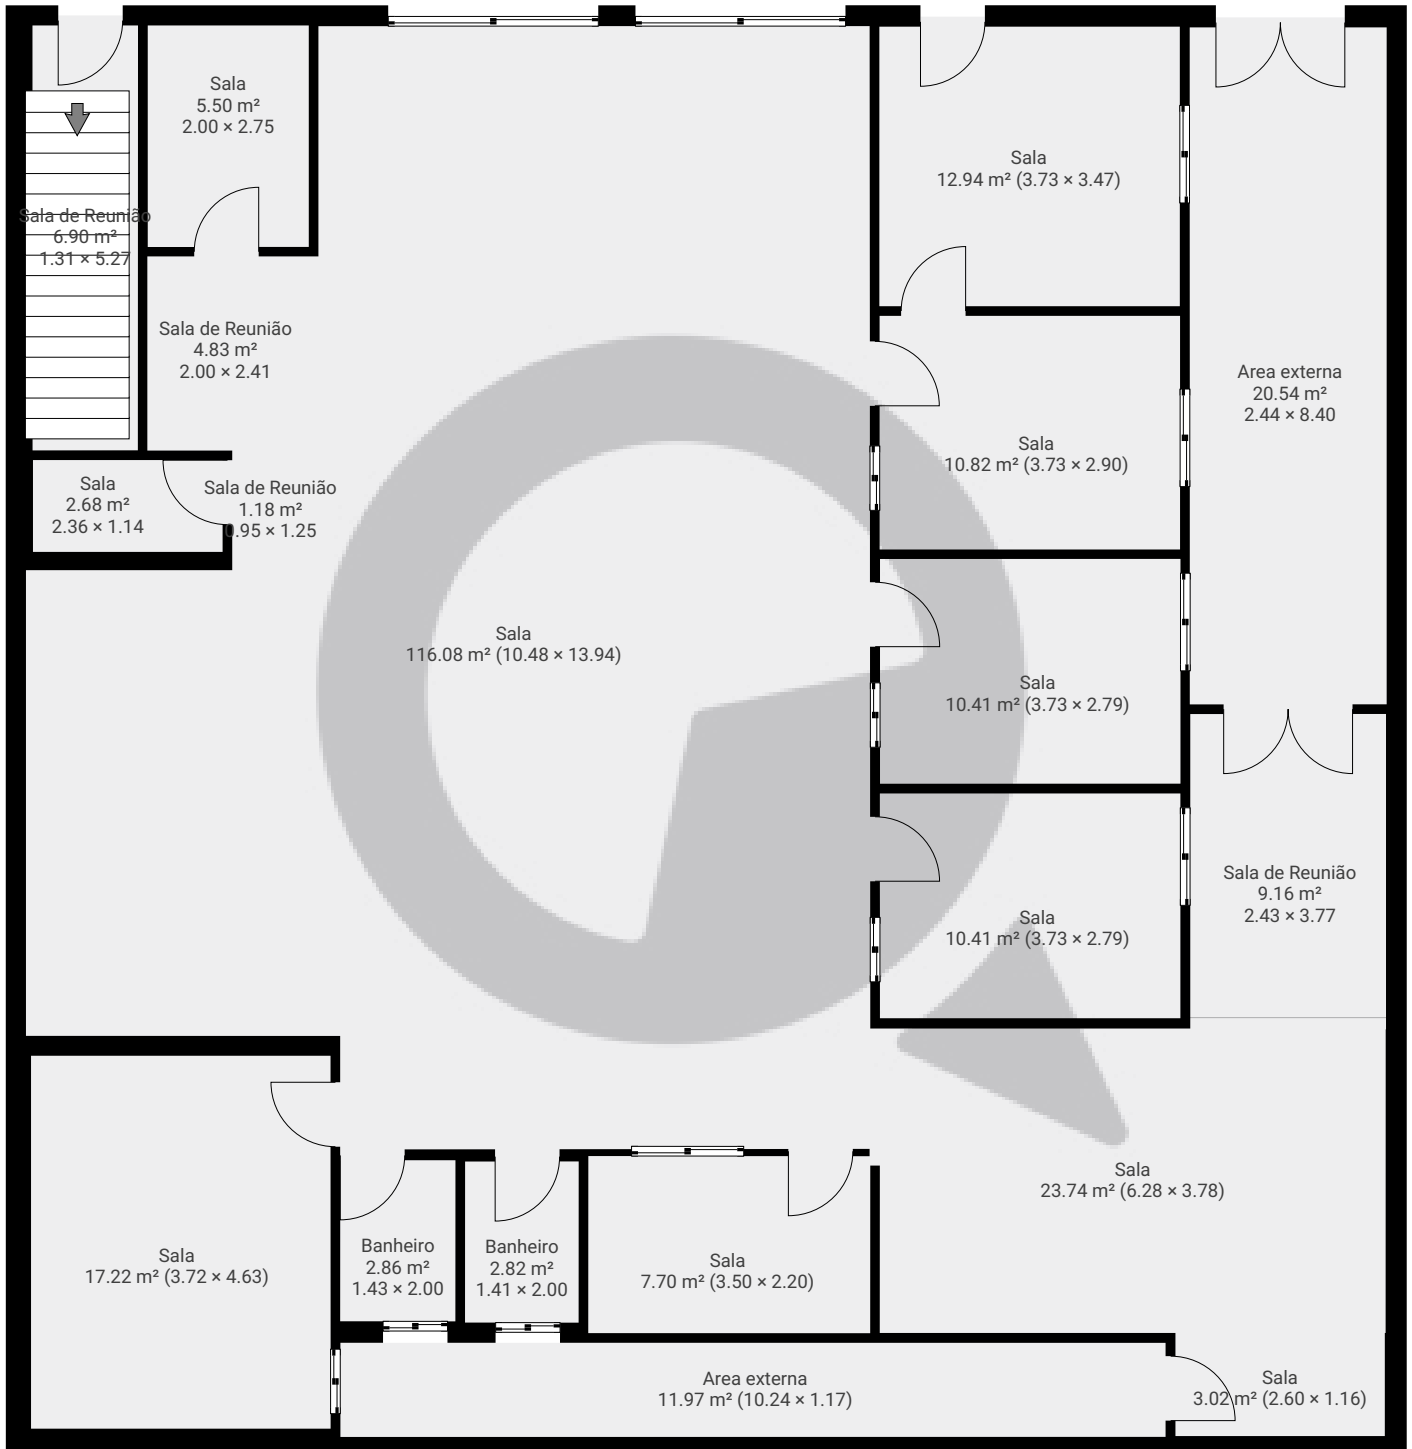 Sala
5.50 m²
2.00 × 2.75
Sala
12.94 m² (3.73 × 3.47)
Sala de Reunião
6.90 m²
1.31 × 5.27
Sala de Reunião
4.83 m²
2.00 × 2.41
Area externa
20.54 m²
2.44 × 8.40
Sala
10.82 m² (3.73 × 2.90)
Sala
2.68 m²
2.36 × 1.14
Sala de Reunião
1.18 m²
0.95 × 1.25
Sala
116.08 m² (10.48 × 13.94)
Sala
10.41 m² (3.73 × 2.79)
Sala de Reunião
9.16 m²
2.43 × 3.77
Sala
10.41 m² (3.73 × 2.79)
Sala
23.74 m² (6.28 × 3.78)
Sala
17.22 m² (3.72 × 4.63)
Banheiro
2.86 m²
1.43 × 2.00
Banheiro
2.82 m²
1.41 × 2.00
Sala
7.70 m² (3.50 × 2.20)
Area externa
11.97 m² (10.24 × 1.17)
Sala
3.02 m² (2.60 × 1.16)